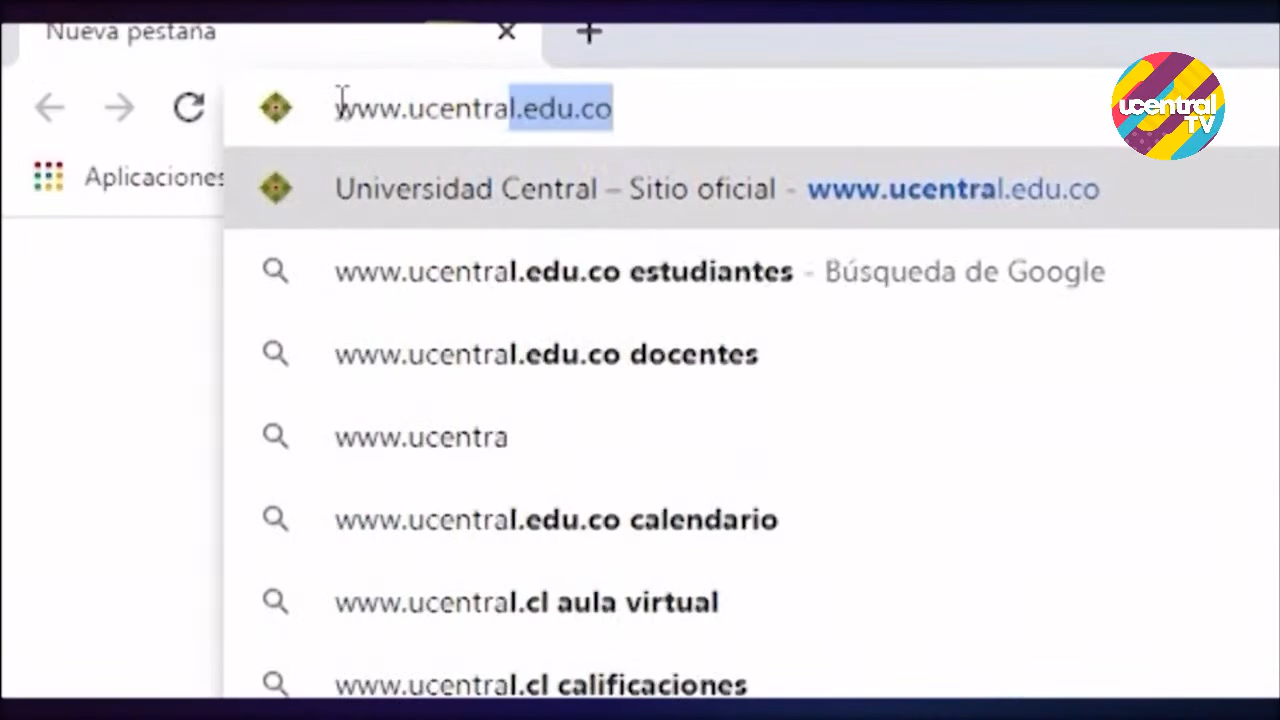 Nueva pestaña
www.ucentral.edu.co
Aplicaciones
Universidad Central – Sitio oficial - www.ucentral.edu.co
www.ucentral.edu.co estudiantes - Búsqueda de Google
www.ucentral.edu.co docentes
www.ucentra
www.ucentral.edu.co calendario
www.ucentral.cl aula virtual
www.ucentral.cl calificaciones
ucentral
TV